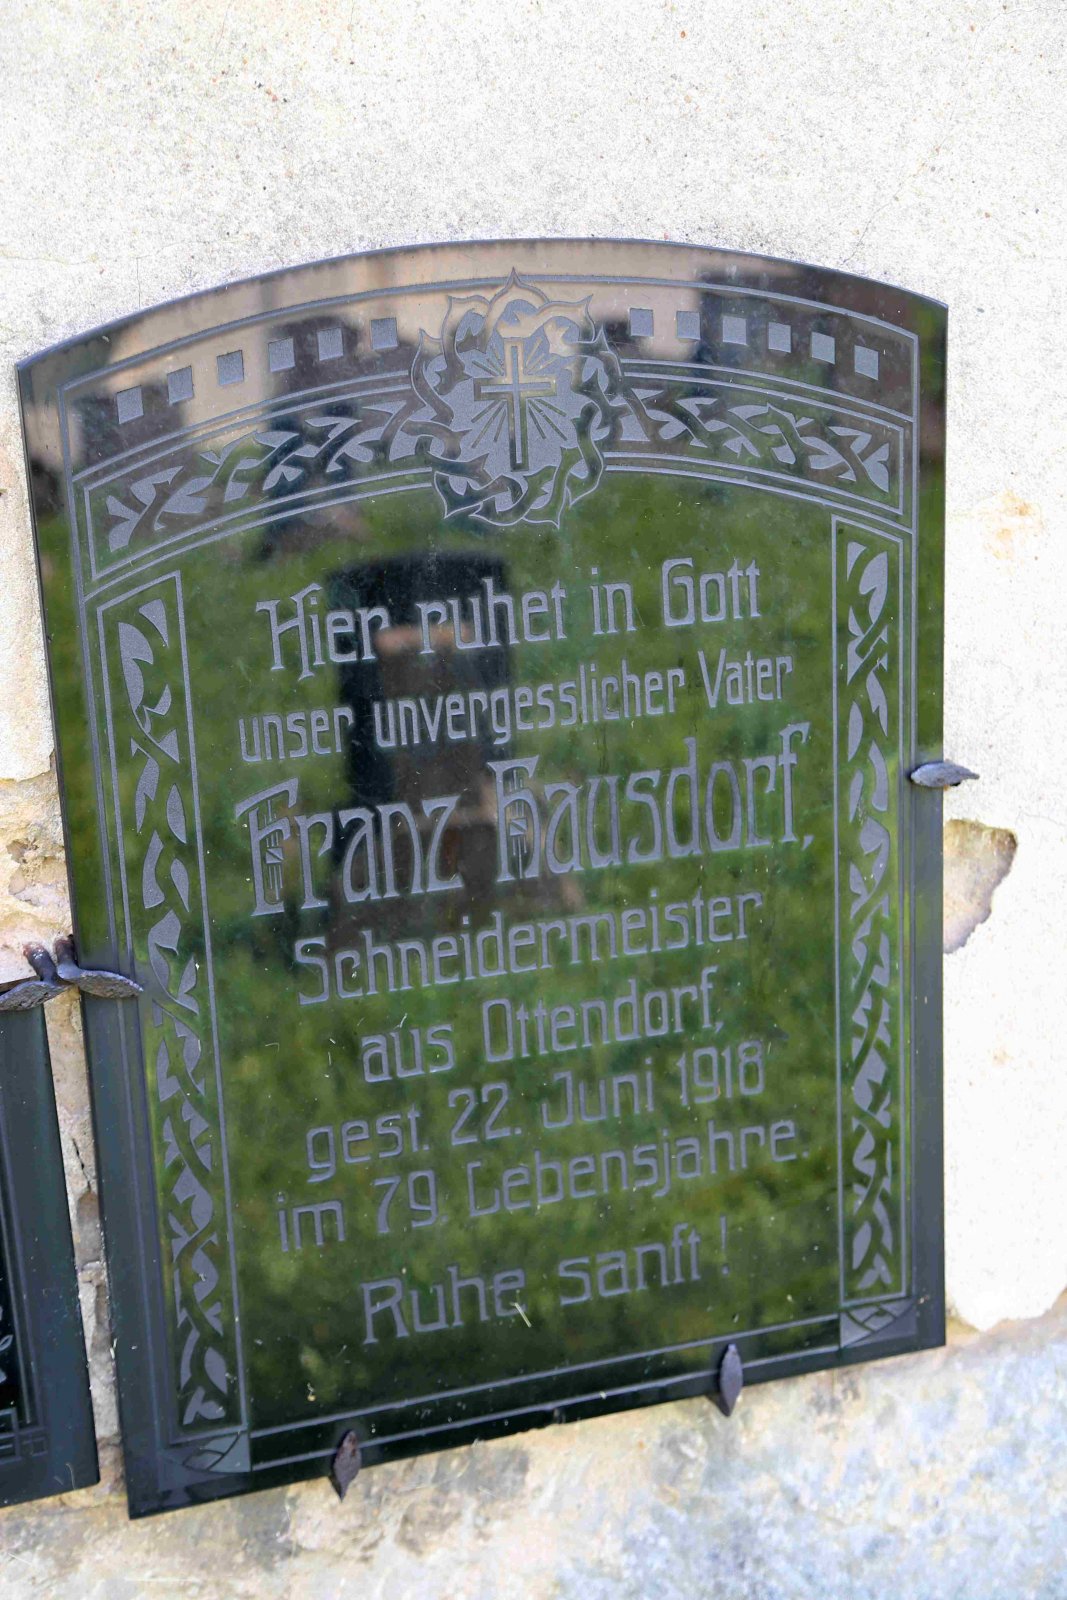 Hier ruhet in Gott
unser unvergesslicher Vater
Franz Hausdorf,
Schneidermeister
aus Ottendorf,
gest. 22. Juni 1918
im 79 Lebensjahre.
Ruhe sanft!